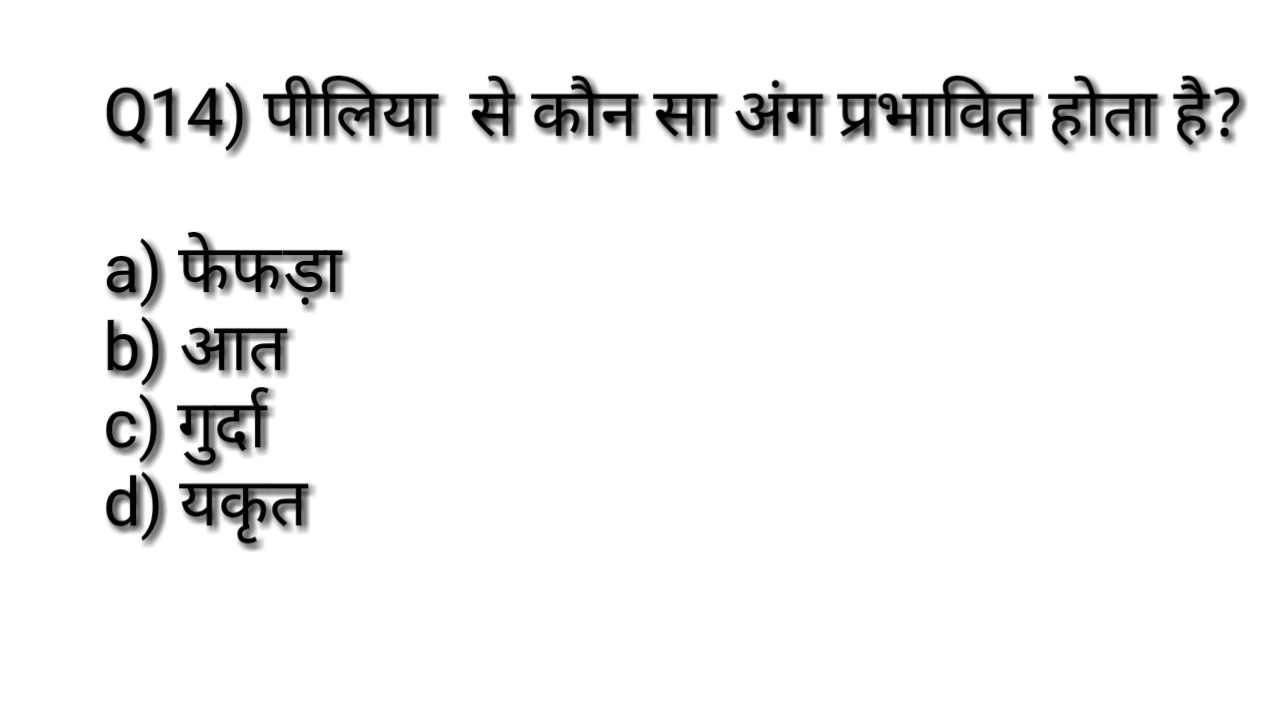 Q14) पीलिया से कौन सा अंग प्रभावित होता है?
a) फेफड़ा
b) आत
c) गुर्दा
d) यकृत